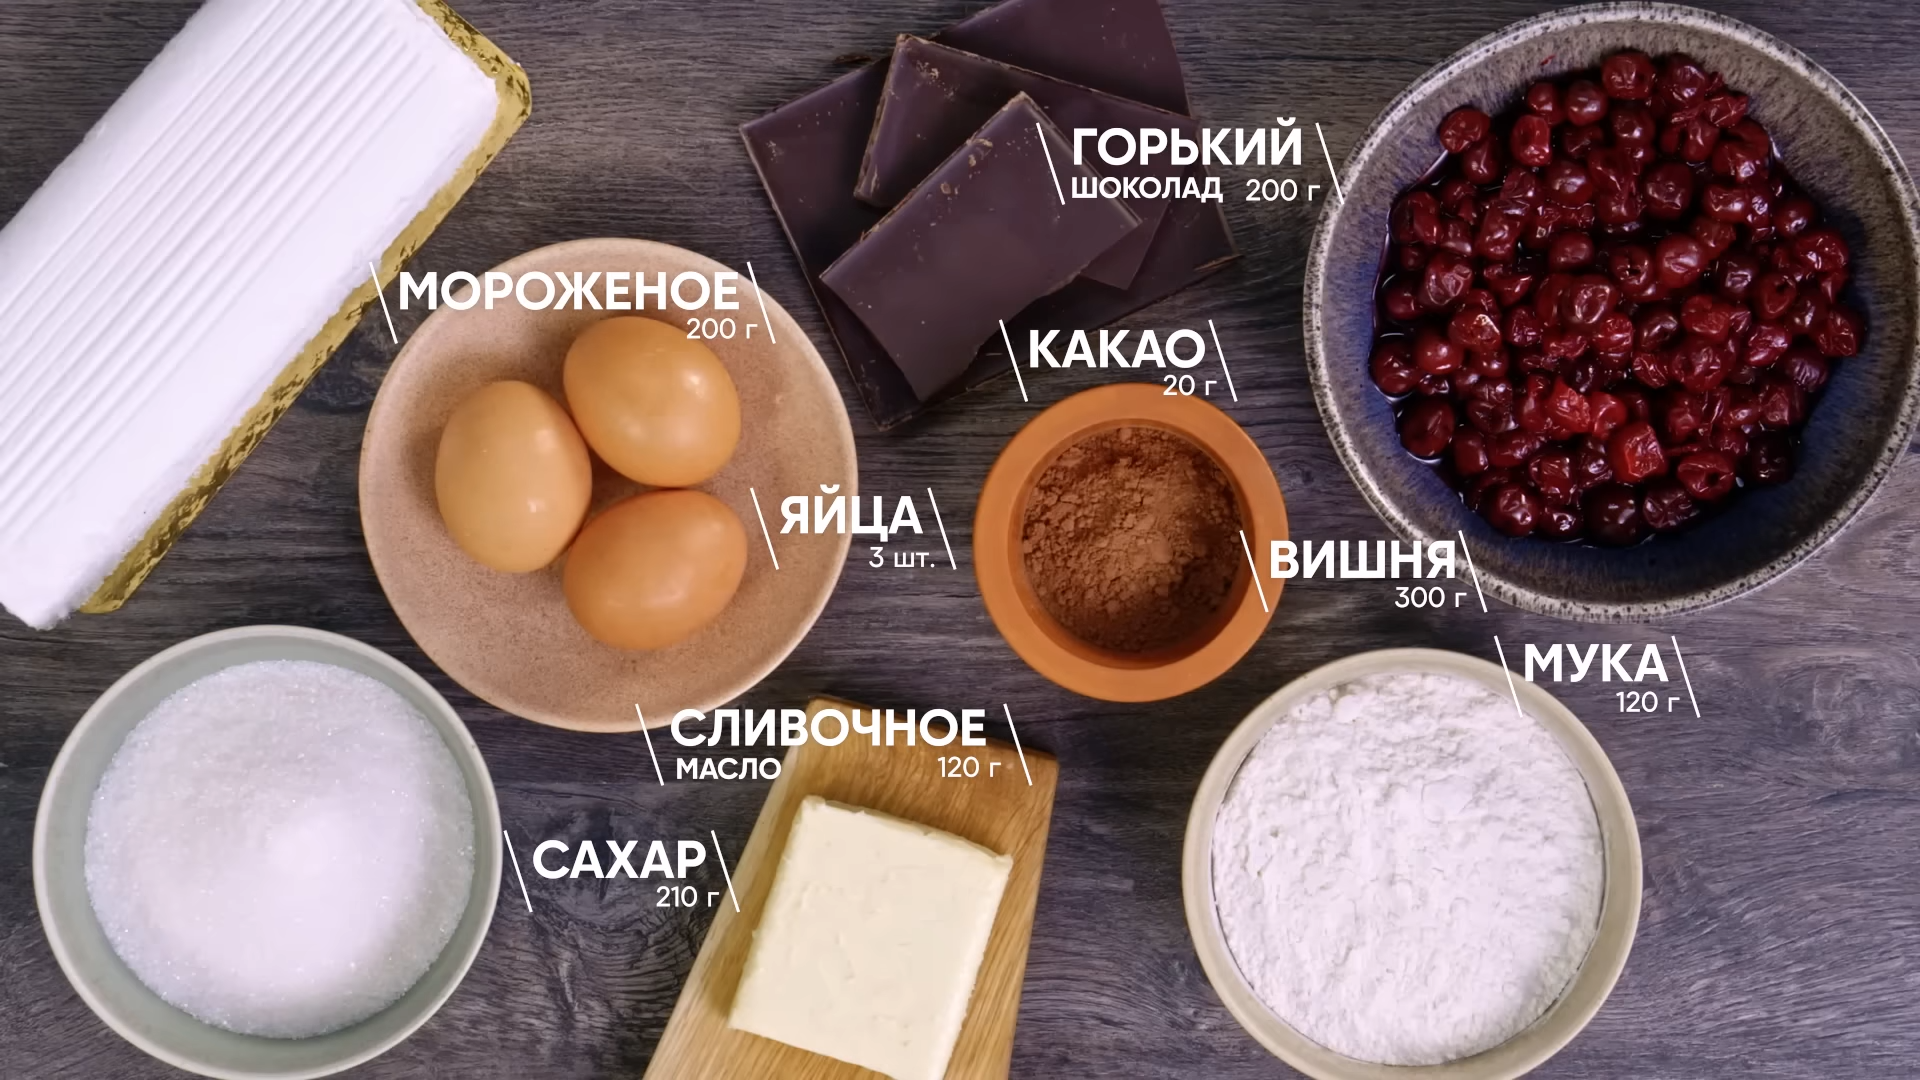 ГОРЬКИЙ
ШОКОЛАД 200 г
МОРОЖЕНОЕ
200 г
КАКАО
20 г
ЯЙЦА
3 шт.
ВИШНЯ
300 г
МУКА
120 г
СЛИВОЧНОЕ
МАСЛО 120 г
САХАР
210 г